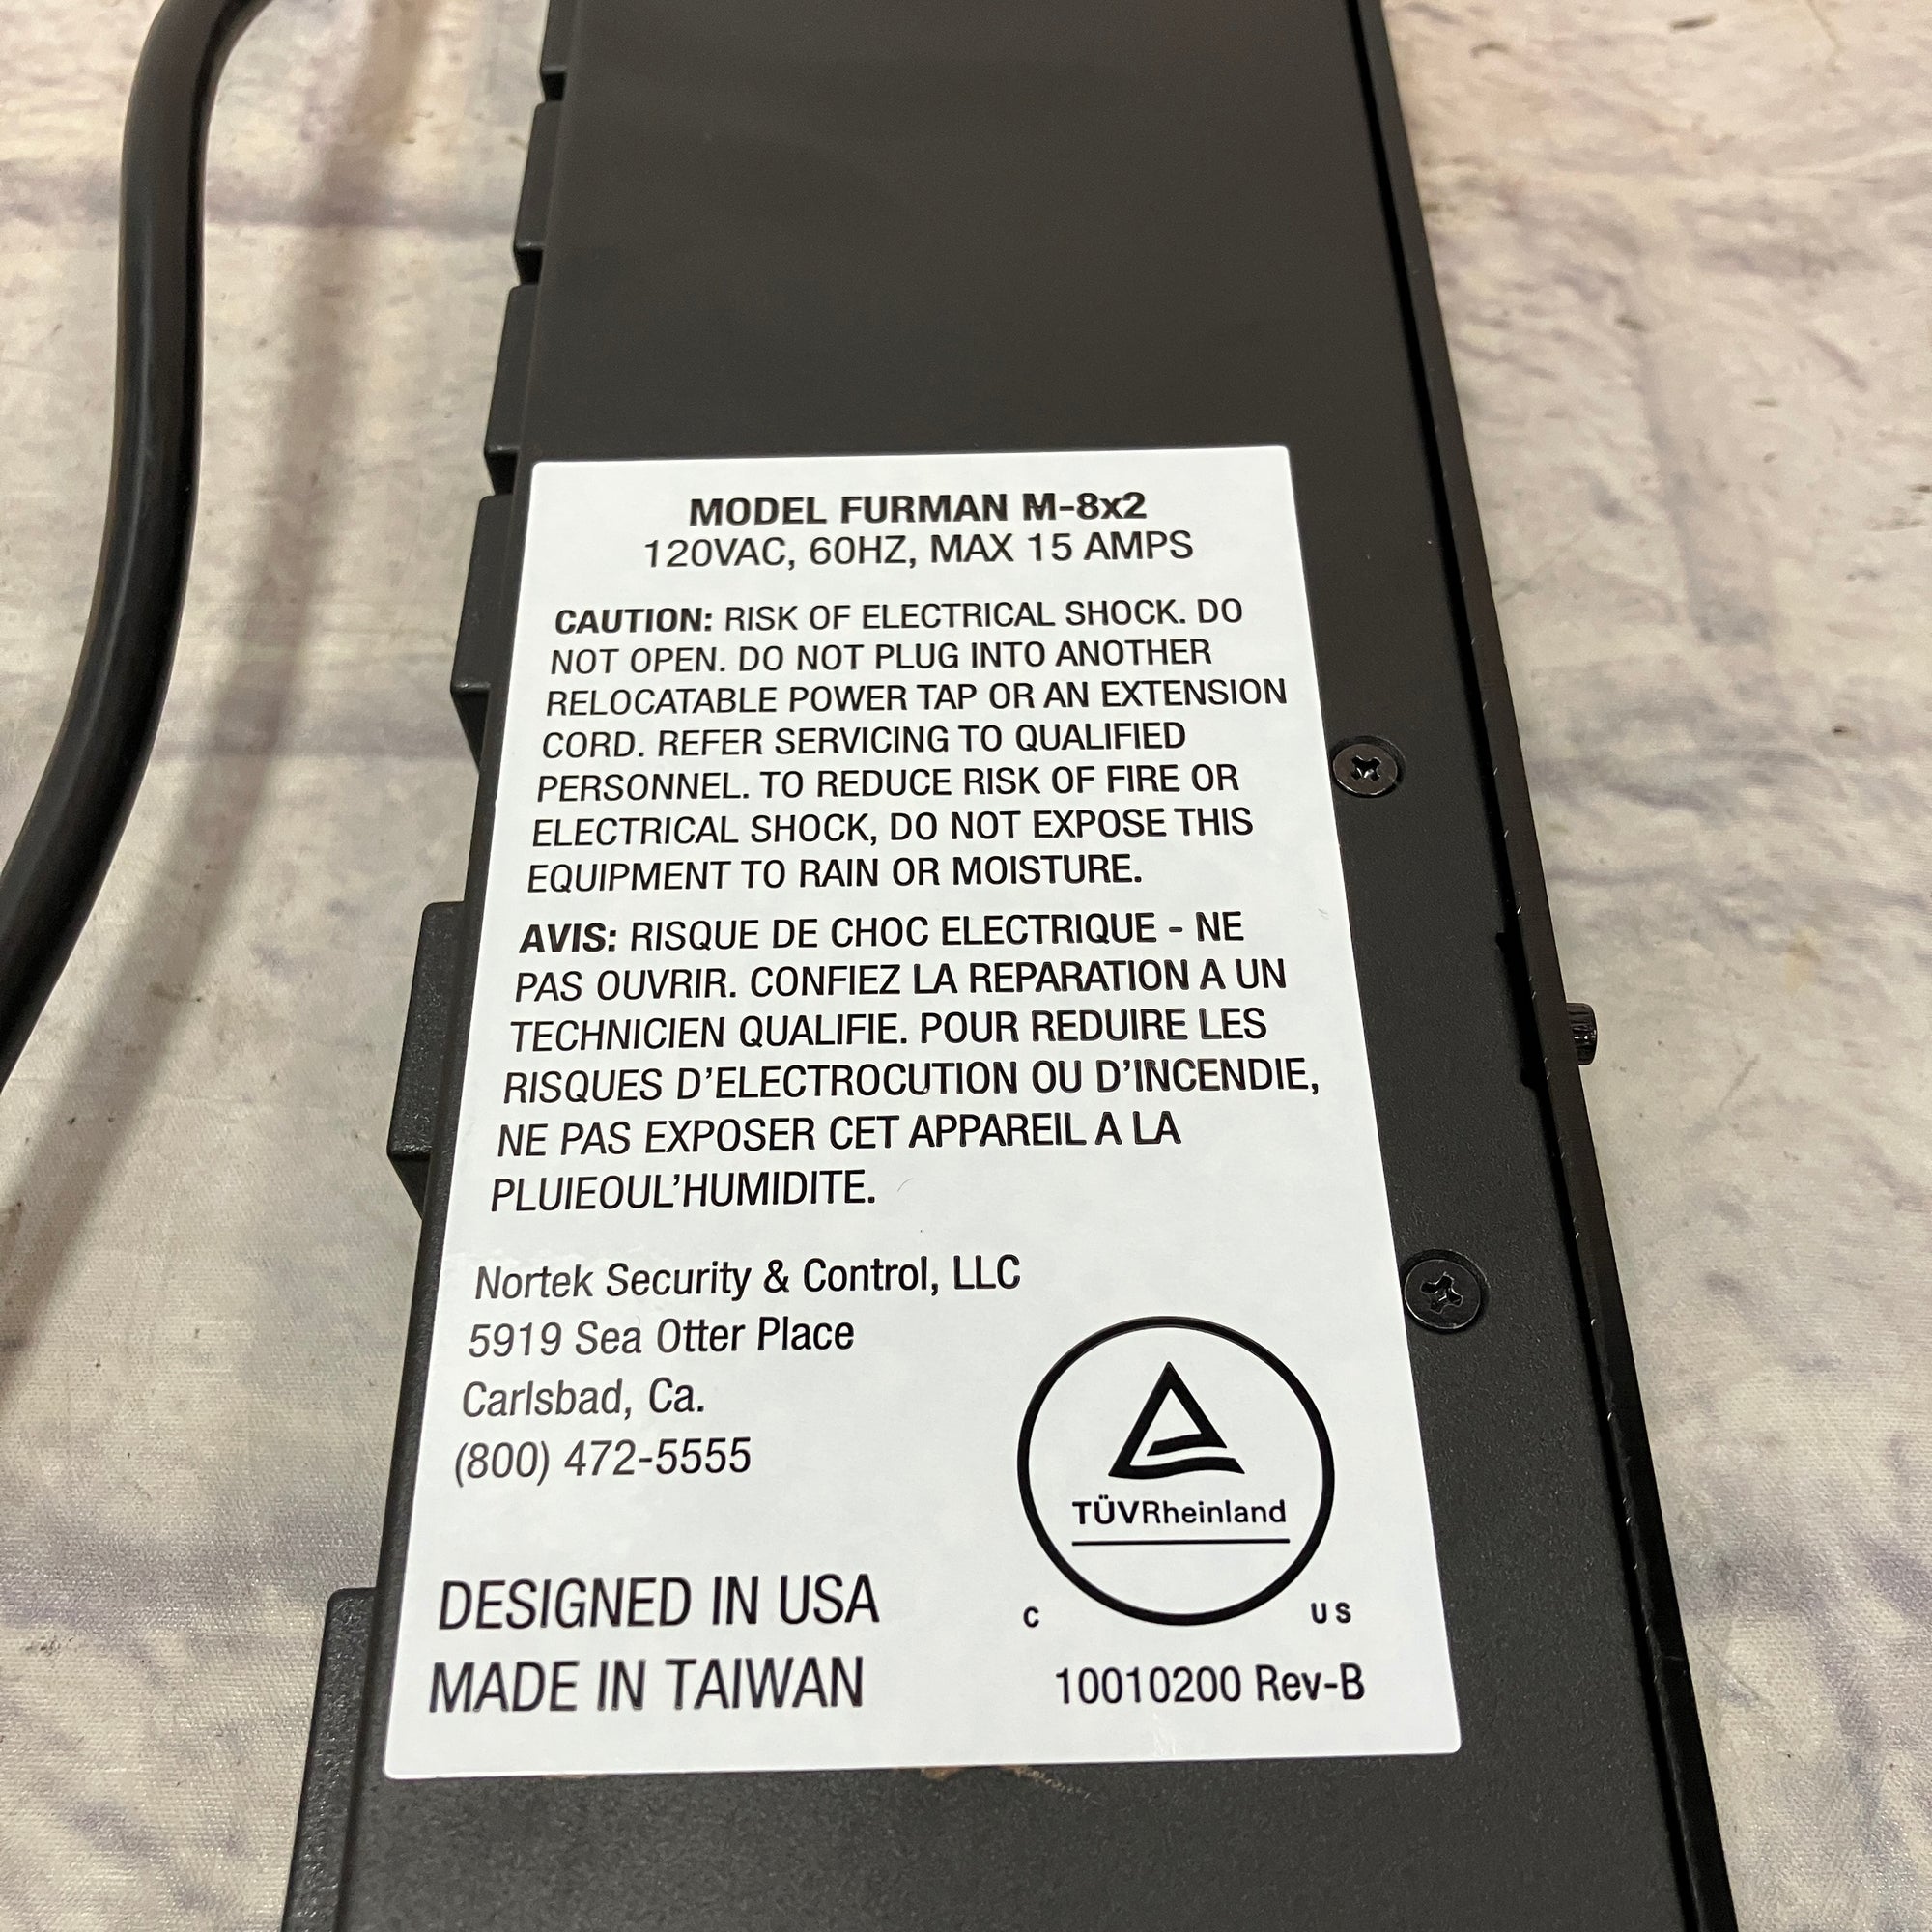 MODEL FURMAN M-8x2
120VAC, 60HZ, MAX 15 AMPS
CAUTION: RISK OF ELECTRICAL SHOCK. DO
NOT OPEN. DO NOT PLUG INTO ANOTHER
RELOCATABLE POWER TAP OR AN EXTENSION
CORD. REFER SERVICING TO QUALIFIED
PERSONNEL. TO REDUCE RISK OF FIRE OR
ELECTRICAL SHOCK, DO NOT EXPOSE THIS
EQUIPMENT TO RAIN OR MOISTURE.
AVIS: RISQUE DE CHOC ELECTRIQUE - NE
PAS OUVRIR. CONFIEZ LA REPARATION A UN
TECHNICIEN QUALIFIE. POUR REDUIRE LES
RISQUES D'ELECTROCUTION OU D'INCENDIE,
NE PAS EXPOSER CET APPAREIL A LA
PLUIEOUL'HUMIDITE.
Nortek Security & Control, LLC
5919 Sea Otter Place
Carlsbad, Ca.
(800) 472-5555
TÜVRheinland
C US
DESIGNED IN USA
MADE IN TAIWAN
10010200 Rev-B